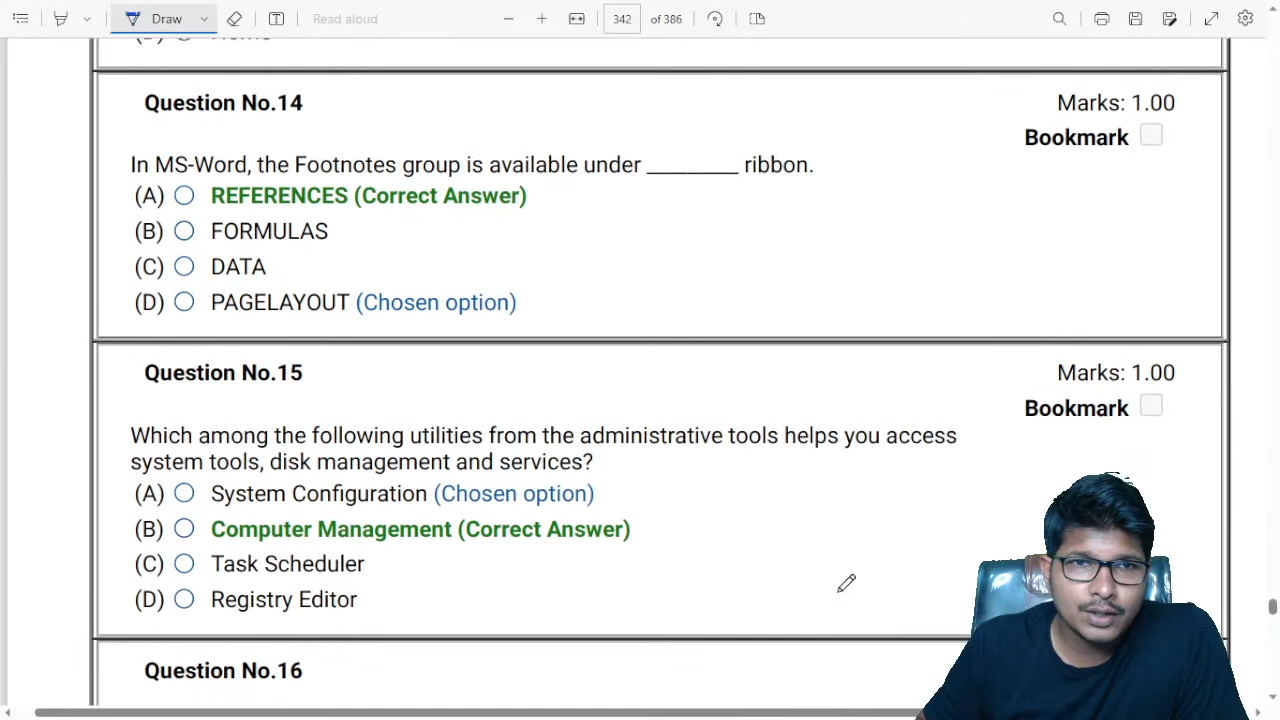 Draw
Read aloud
342 of 386
Question No.14
Marks: 1.00
Bookmark
In MS-Word, the Footnotes group is available under ________ ribbon.
(A) REFERENCES (Correct Answer)
(B) FORMULAS
(C) DATA
(D) PAGELAYOUT (Chosen option)
Question No.15
Marks: 1.00
Bookmark
Which among the following utilities from the administrative tools helps you access
system tools, disk management and services?
(A) System Configuration (Chosen option)
(B) Computer Management (Correct Answer)
(C) Task Scheduler
(D) Registry Editor
Question No.16